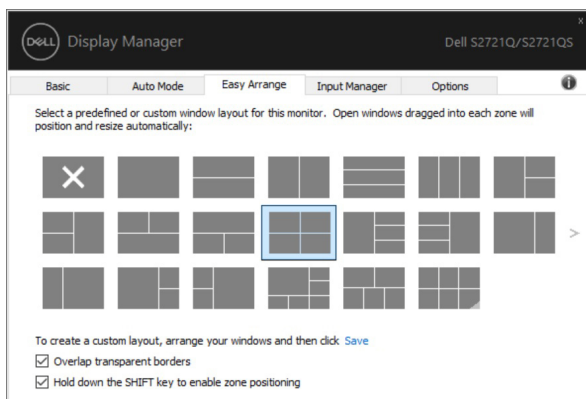 DELL Display Manager Dell S2721Q/S2721QS
x
Basic Auto Mode Easy Arrange Input Manager Options i
Select a predefined or custom window layout for this monitor. Open windows dragged into each zone will
position and resize automatically:
>
To create a custom layout, arrange your windows and then click Save
Overlap transparent borders
Hold down the SHIFT key to enable zone positioning